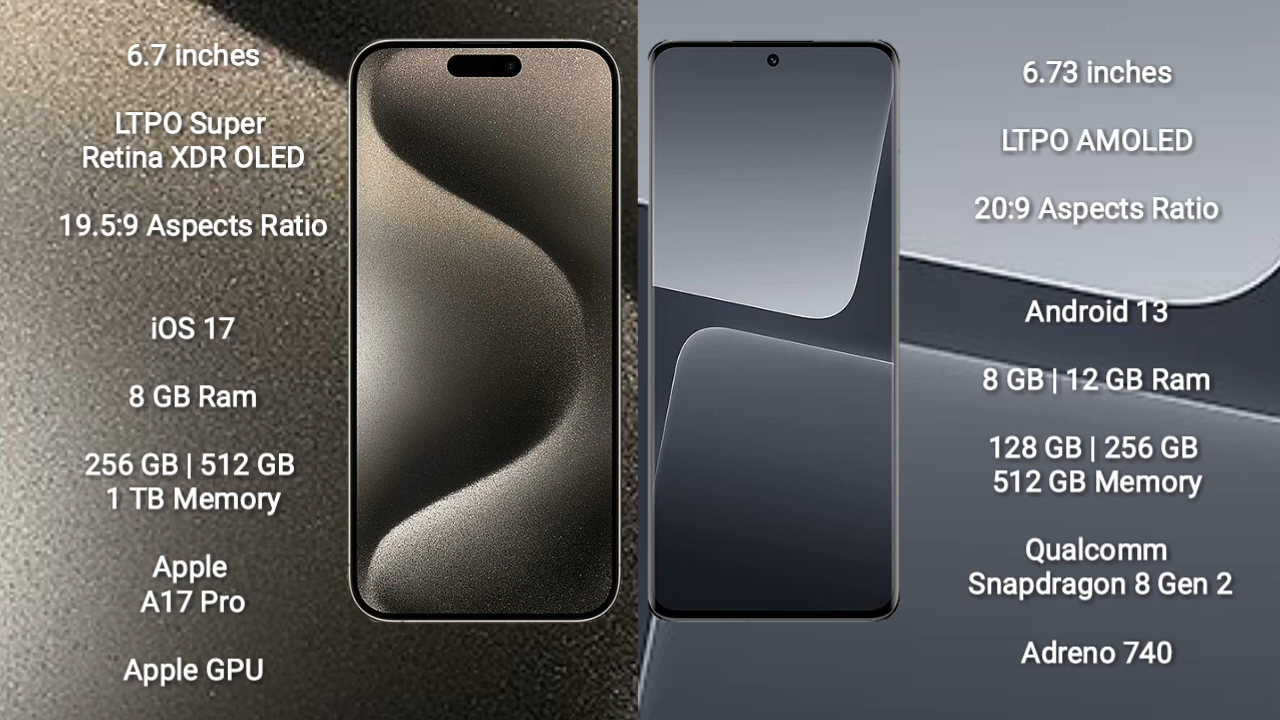 6.7 inches
LTPO Super
Retina XDR OLED
19.5:9 Aspects Ratio
iOS 17
8 GB Ram
256 GB | 512 GB
1 TB Memory
Apple
A17 Pro
Apple GPU
6.73 inches
LTPO AMOLED
20:9 Aspects Ratio
Android 13
8 GB | 12 GB Ram
128 GB | 256 GB
512 GB Memory
Qualcomm
Snapdragon 8 Gen 2
Adreno 740